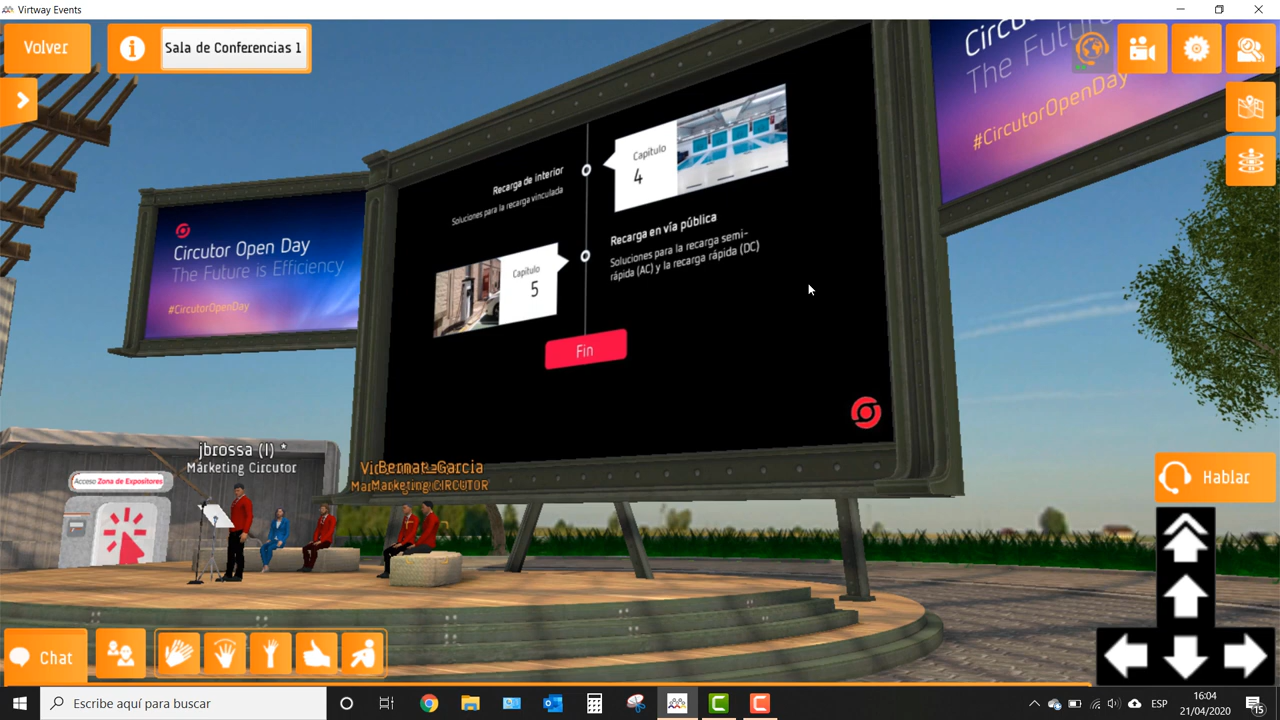 Virtway Events
Volver
Sala de Conferencias 1
Circutor Open Day
The Future is Efficiency
#CircutorOpenDay
Recarga de interior
Soluciones para la recarga vinculada
Capítulo
4
Recarga en vía pública
Soluciones para la recarga semi-
rápida (AC) y la recarga rápida (DC)
Capítulo
5
Fin
The Future
#CircutorOpenDay
jbrossa (I) *
Marketing Circutor
Bernat_Garcia
Marketing CIRCUTOR
Acceso Zona de Expositores
Hablar
Chat
Escribe aquí para buscar
ESP
16:04
21/04/2020
15